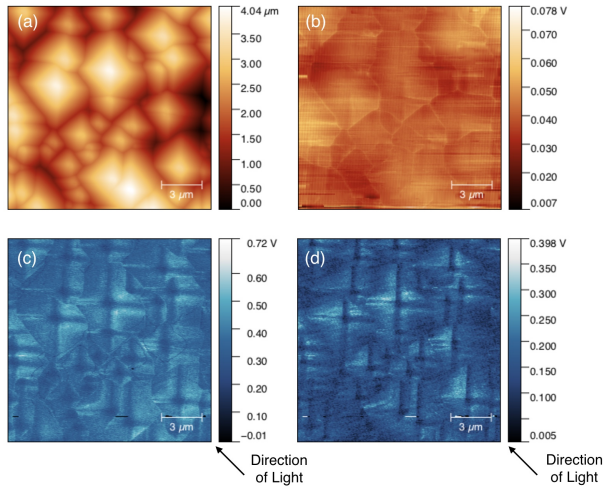 (a)
4.04 µm
3.50
3.00
2.50
2.00
1.50
1.00
0.50
0.00
3 µm
(b)
0.078 V
0.070
0.060
0.050
0.040
0.030
0.020
0.007
3 µm
(c)
0.72 V
0.60
0.50
0.40
0.30
0.20
0.10
−0.01
3 µm
Direction
of Light
(d)
0.398 V
0.350
0.300
0.250
0.200
0.150
0.100
0.005
3 µm
Direction
of Light